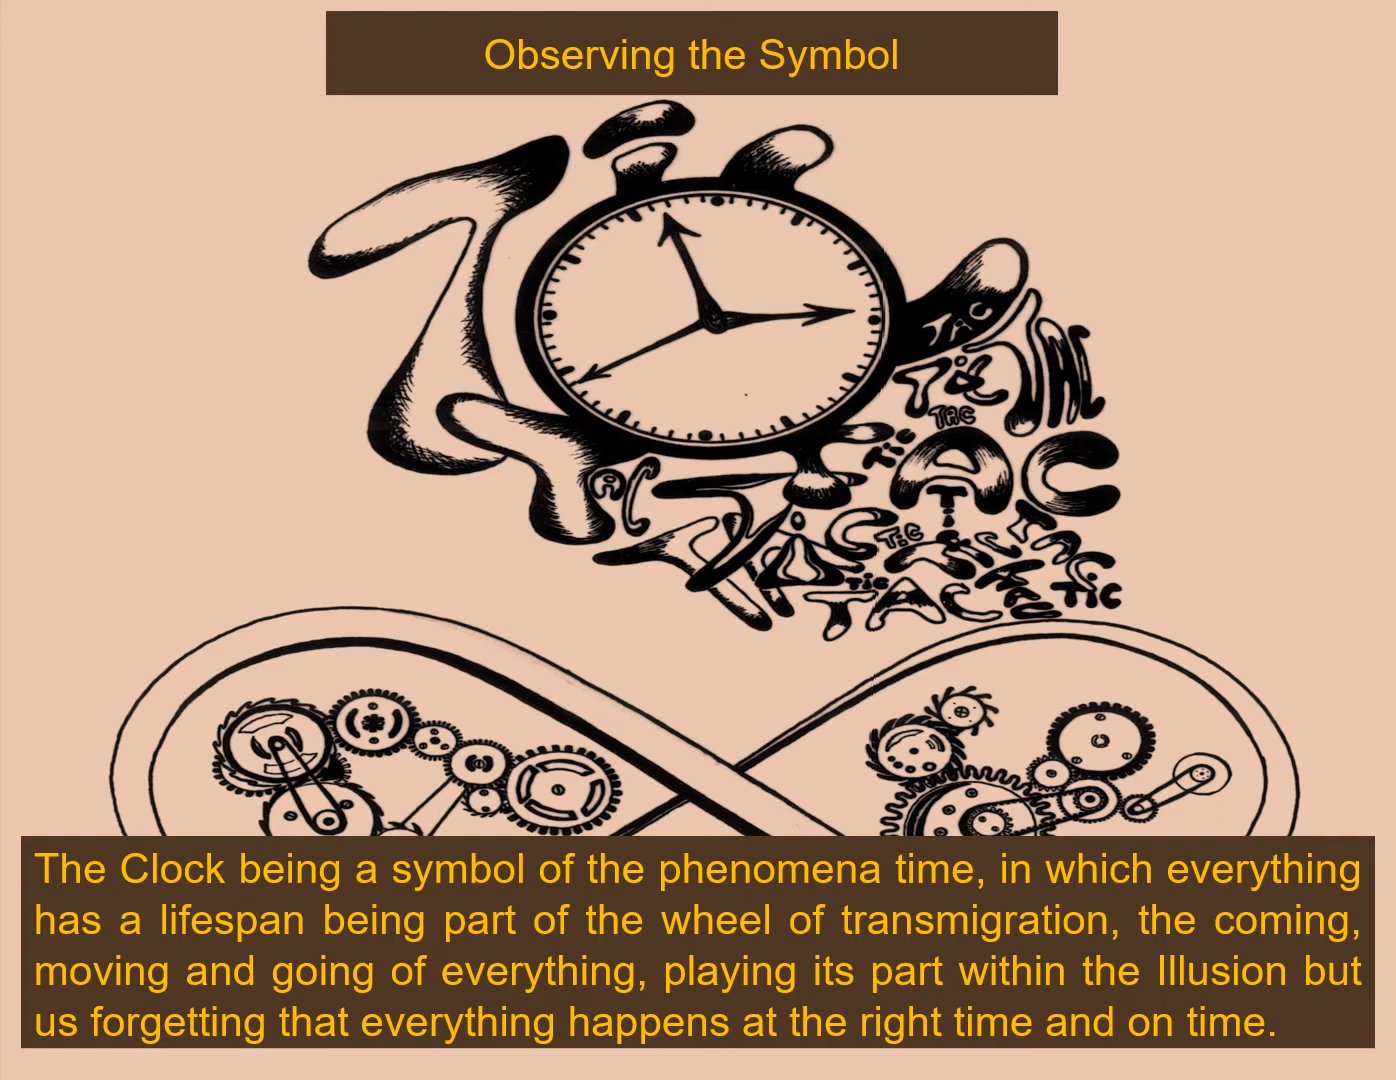 Observing the Symbol
TAC
Tic
TAC
Tic
TIC
TAC
TiC
TAC
Tic
TAC
TiC
The Clock being a symbol of the phenomena time, in which everything
has a lifespan being part of the wheel of transmigration, the coming,
moving and going of everything, playing its part within the Illusion but
us forgetting that everything happens at the right time and on time.